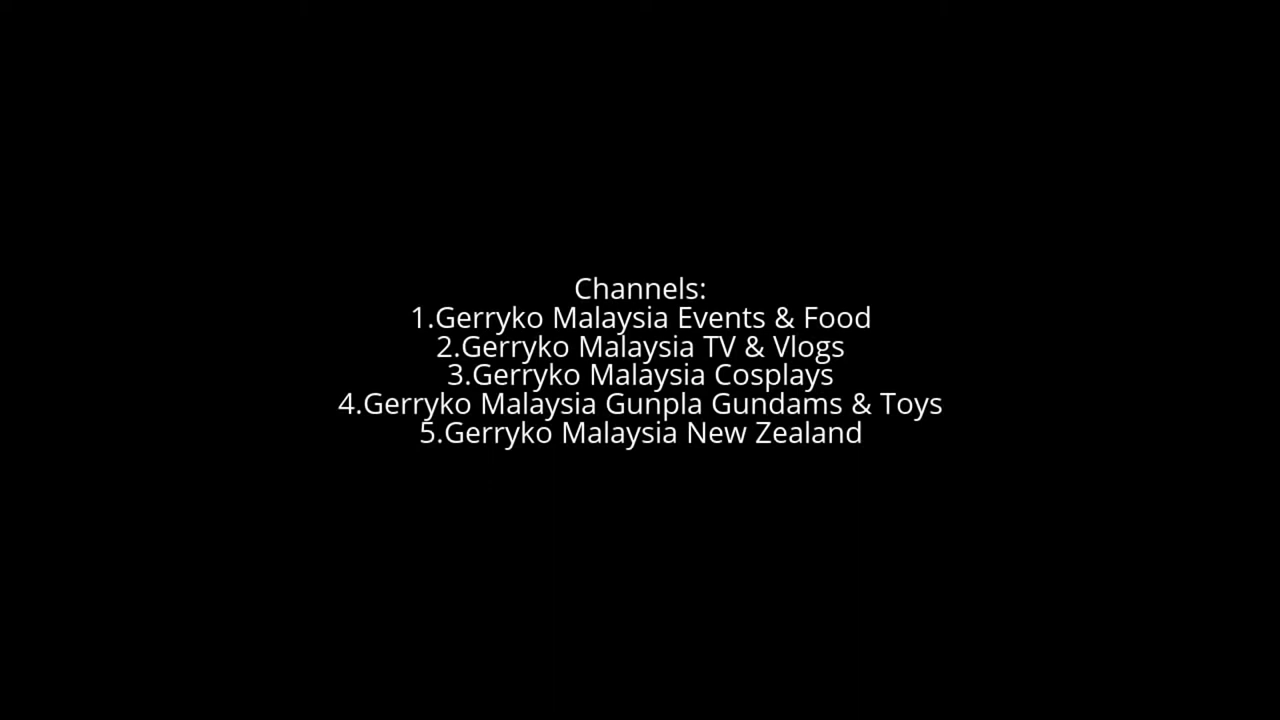 Channels:
1.Gerryko Malaysia Events & Food
2.Gerryko Malaysia TV & Vlogs
3.Gerryko Malaysia Cosplays
4.Gerryko Malaysia Gunpla Gundams & Toys
5.Gerryko Malaysia New Zealand